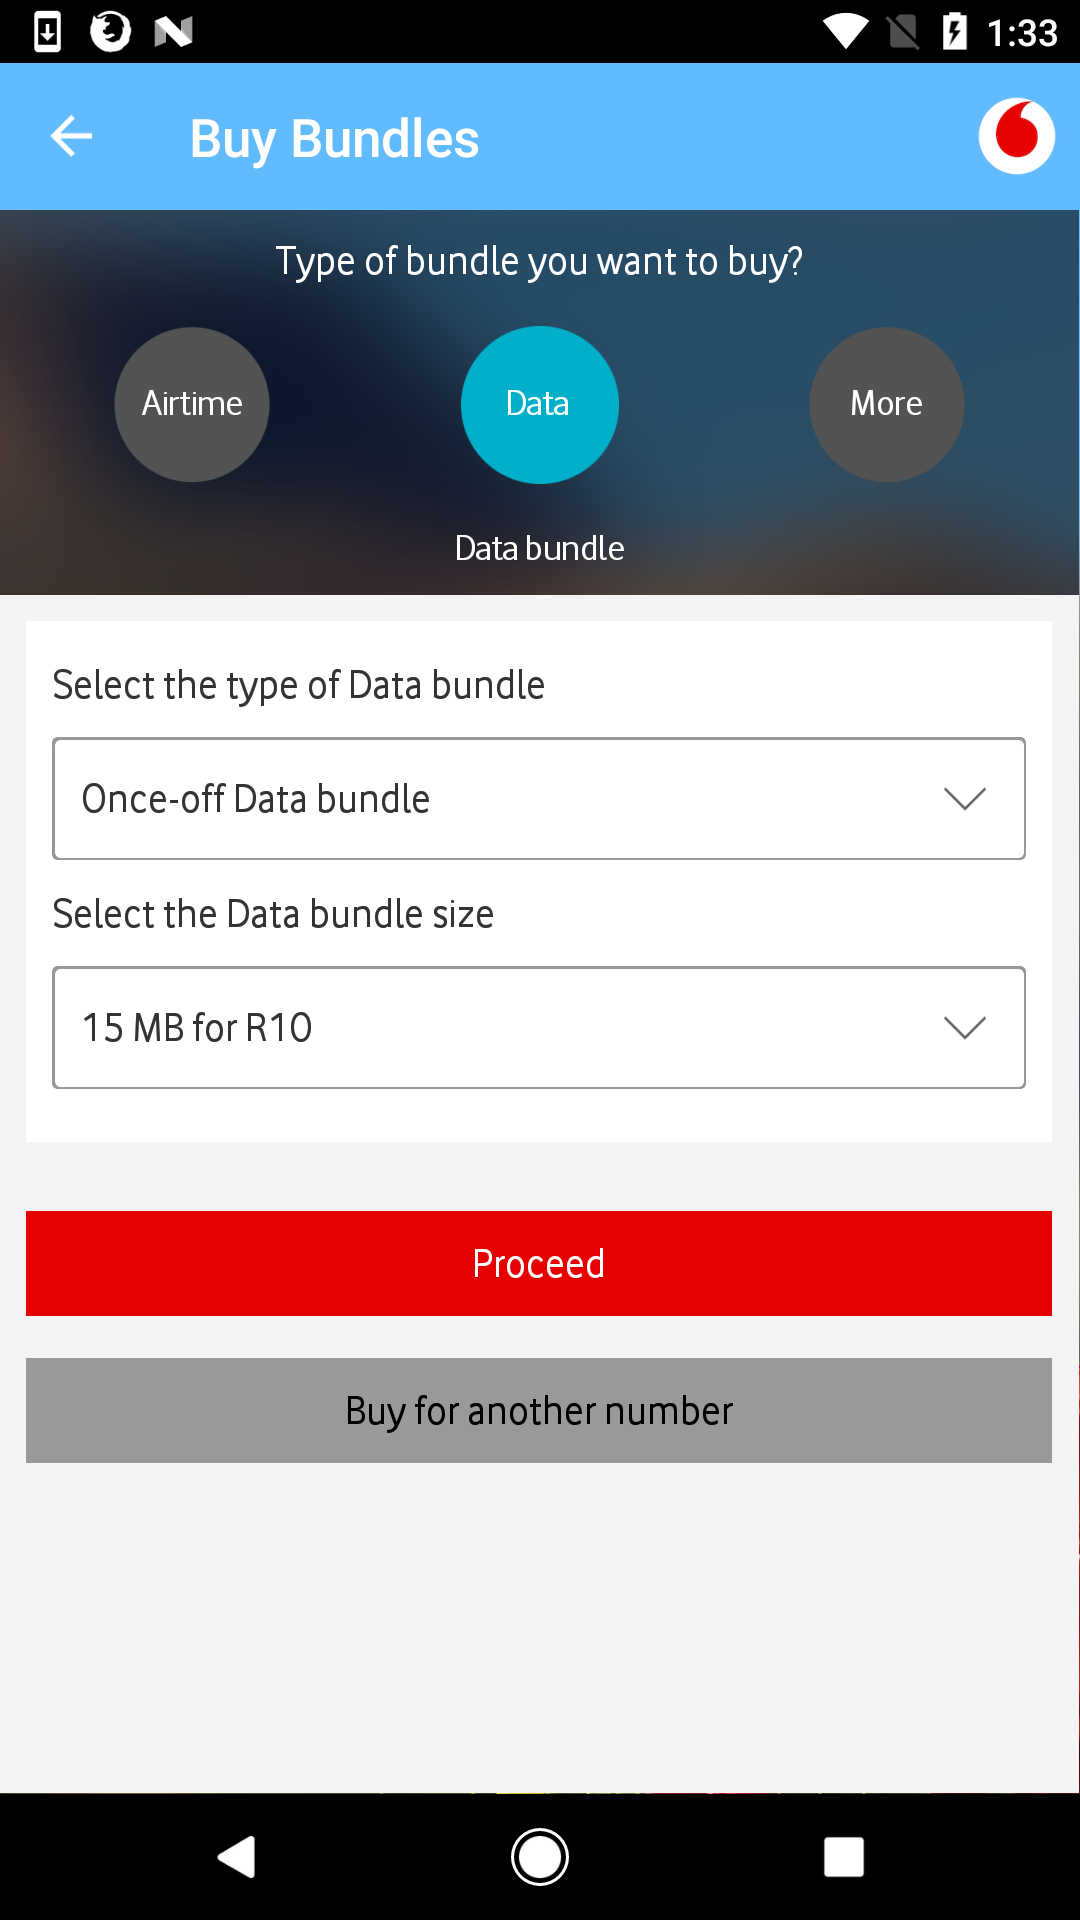 1:33
Buy Bundles
Type of bundle you want to buy?
Airtime
Data
More
Data bundle
Select the type of Data bundle
Once-off Data bundle
Select the Data bundle size
15 MB for R10
Proceed
Buy for another number